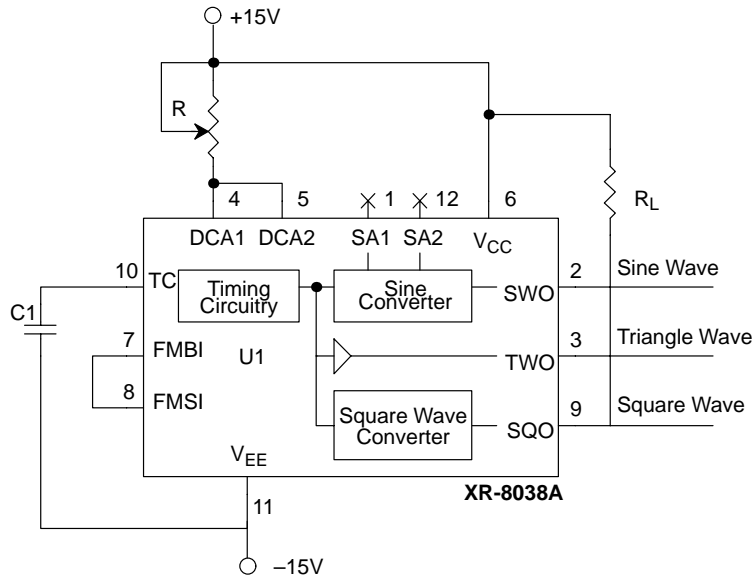 +15V
R
4 5 1 12 6
R_L
DCA1 DCA2 SA1 SA2 V_CC
10 TC
Timing
Circuitry
Sine
Converter
SWO 2 Sine Wave
C1
7 FMBI
U1
TWO 3 Triangle Wave
8 FMSI
Square Wave
Converter
SQO 9 Square Wave
V_EE
XR-8038A
11
–15V